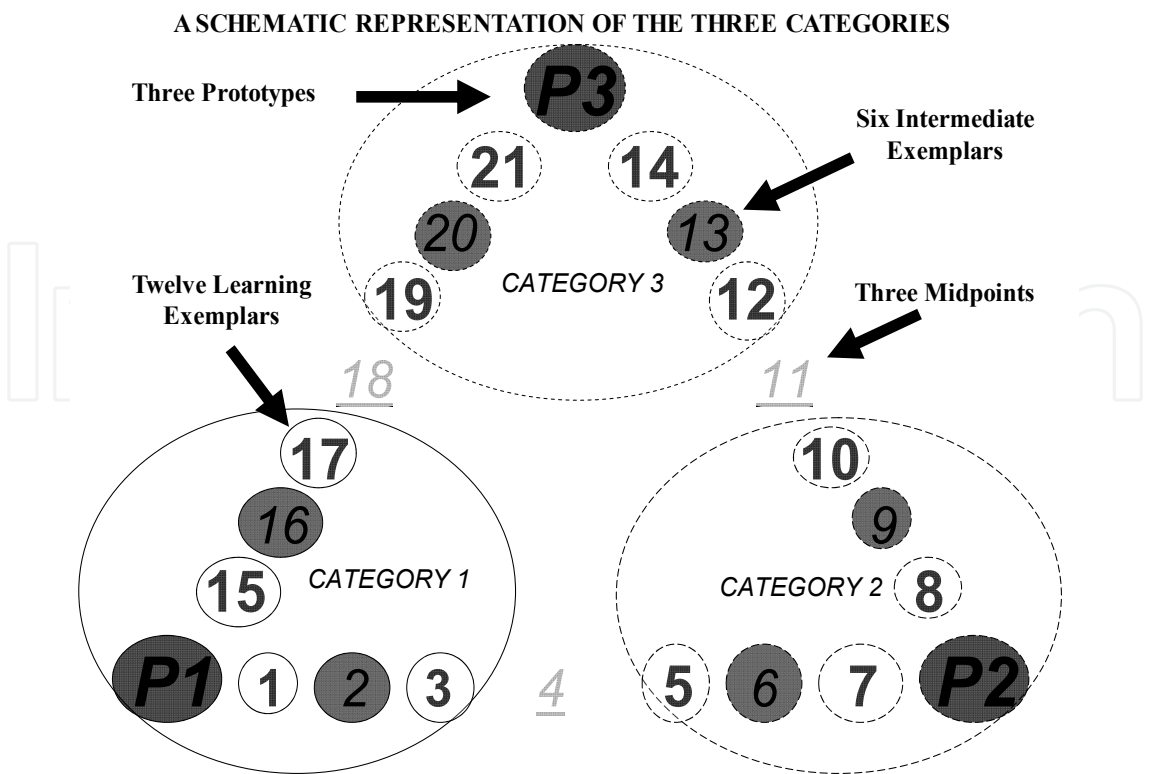 A SCHEMATIC REPRESENTATION OF THE THREE CATEGORIES
P3
Three Prototypes
Six Intermediate
Exemplars
21
14
20
13
CATEGORY 3
Twelve Learning
Exemplars
19
12
Three Midpoints
18
11
17
10
16
9
15
CATEGORY 1
CATEGORY 2
8
P1
1
2
3
4
5
6
7
P2